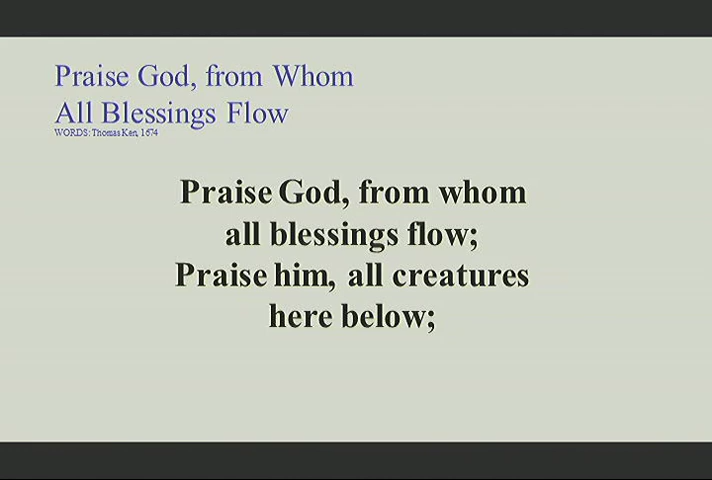 Praise God, from Whom
All Blessings Flow
WORDS: Thomas Ken, 1674
Praise God, from whom
all blessings flow;
Praise him, all creatures
here below;